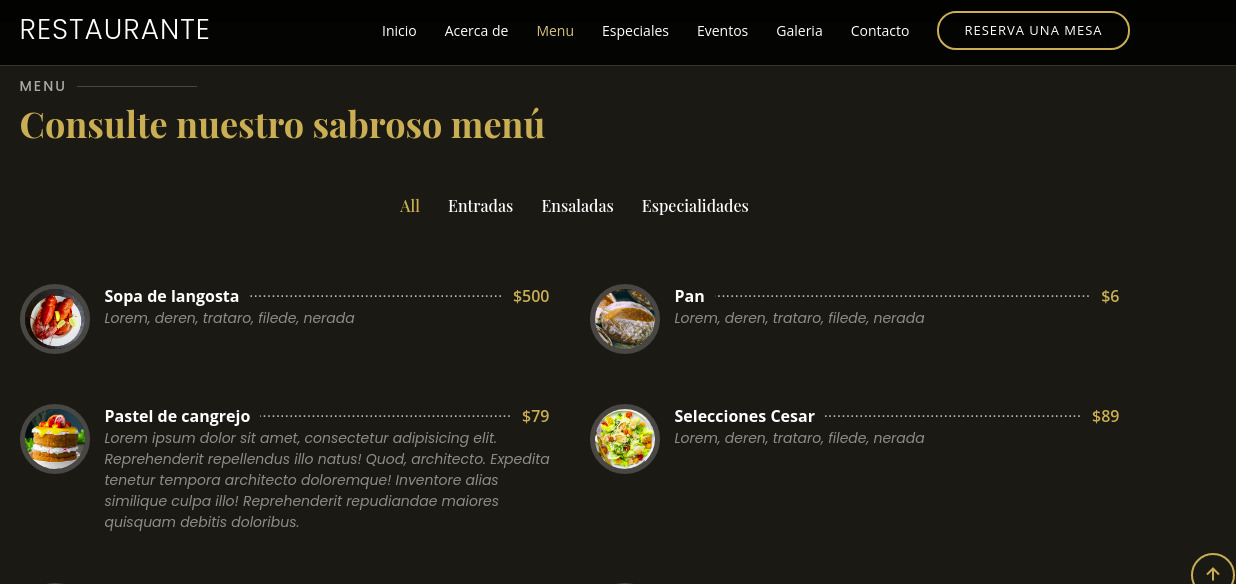 RESTAURANTE
Inicio Acerca de Menu Especiales Eventos Galeria Contacto RESERVA UNA MESA
MENU
Consulte nuestro sabroso menú
All Entradas Ensaladas Especialidades
Sopa de langosta $500
Lorem, deren, trataro, filede, nerada
Pan $6
Lorem, deren, trataro, filede, nerada
Pastel de cangrejo $79
Lorem ipsum dolor sit amet, consectetur adipisicing elit.
Reprehenderit repellendus illo natus! Quod, architecto. Expedita
tenetur tempora architecto doloremque! Inventore alias
similique culpa illo! Reprehenderit repudiandae maiores
quisquam debitis doloribus.
Selecciones Cesar $89
Lorem, deren, trataro, filede, nerada